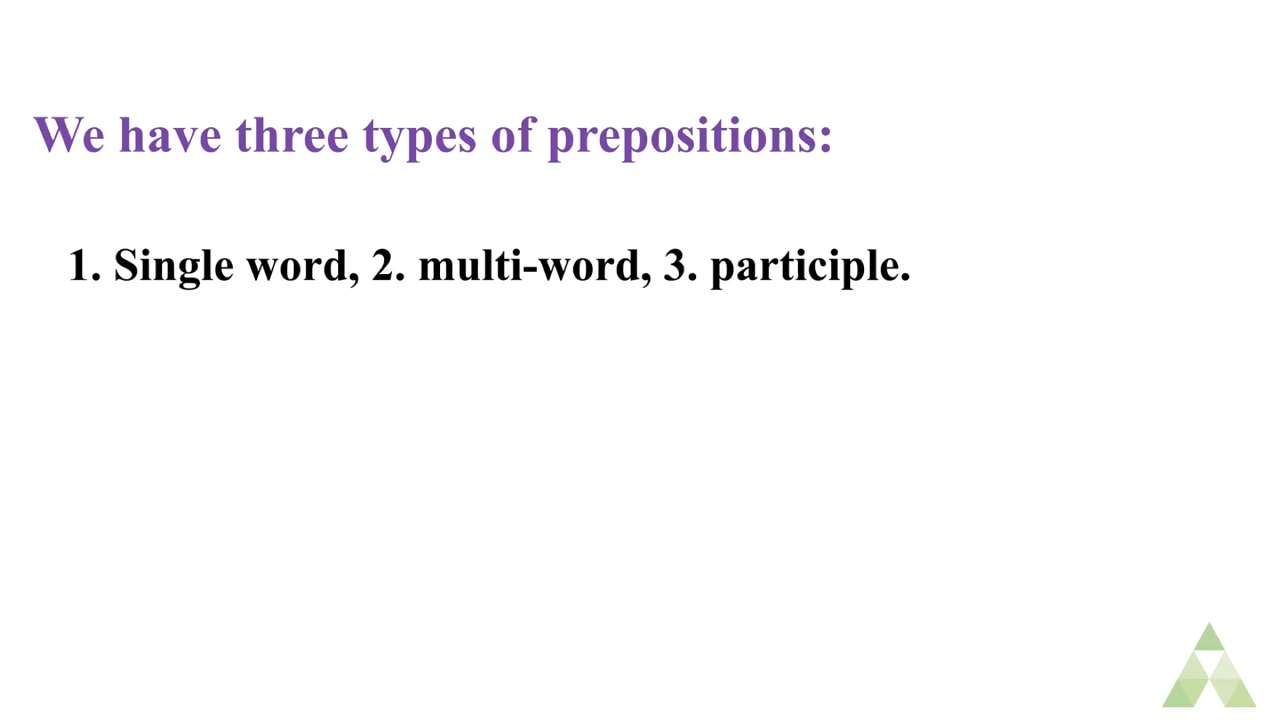 We have three types of prepositions:
1. Single word, 2. multi-word, 3. participle.